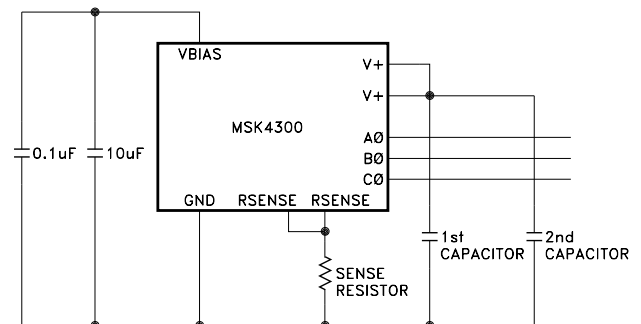 VBIAS
V+
MSK4300
V+
0.1uF
10uF
AØ
BØ
CØ
GND
RSENSE
RSENSE
1st
CAPACITOR
2nd
CAPACITOR
SENSE
RESISTOR